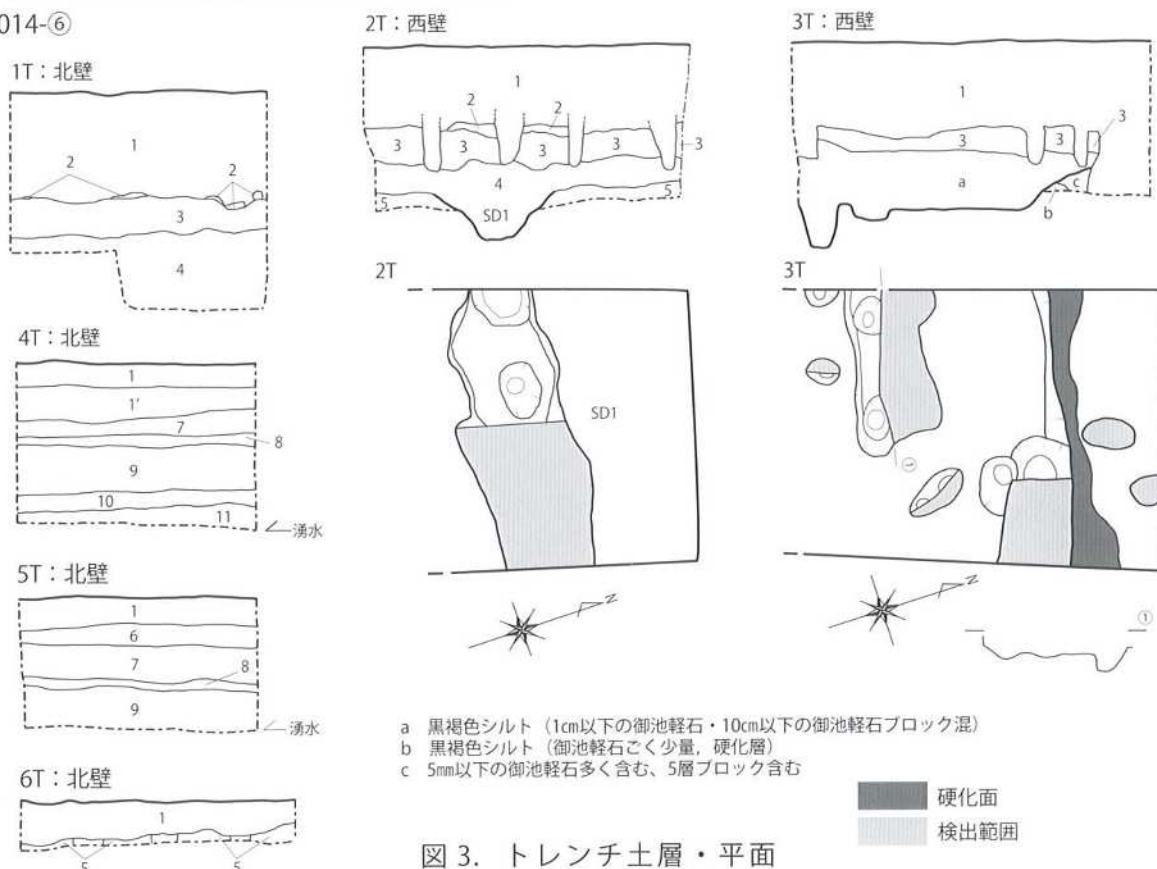 014-⑥
1T：北壁
1
2
2
3
4
4T：北壁
1
1'
7
8
9
10
11
湧水
5T：北壁
1
6
7
8
9
湧水
6T：北壁
1
5
5
2T：西壁
1
2
2
3
3
3
3
3
4
5
5
SD1
2T
SD1
N
3T：西壁
1
3
3
3
a
b
c
3T
①
N
①
a 黒褐色シルト（1cm以下の御池軽石・10cm以下の御池軽石ブロック混）
b 黒褐色シルト（御池軽石ごく少量，硬化層）
c 5mm以下の御池軽石多く含む、5層ブロック含む
硬化面
検出範囲
図 3. トレンチ土層・平面